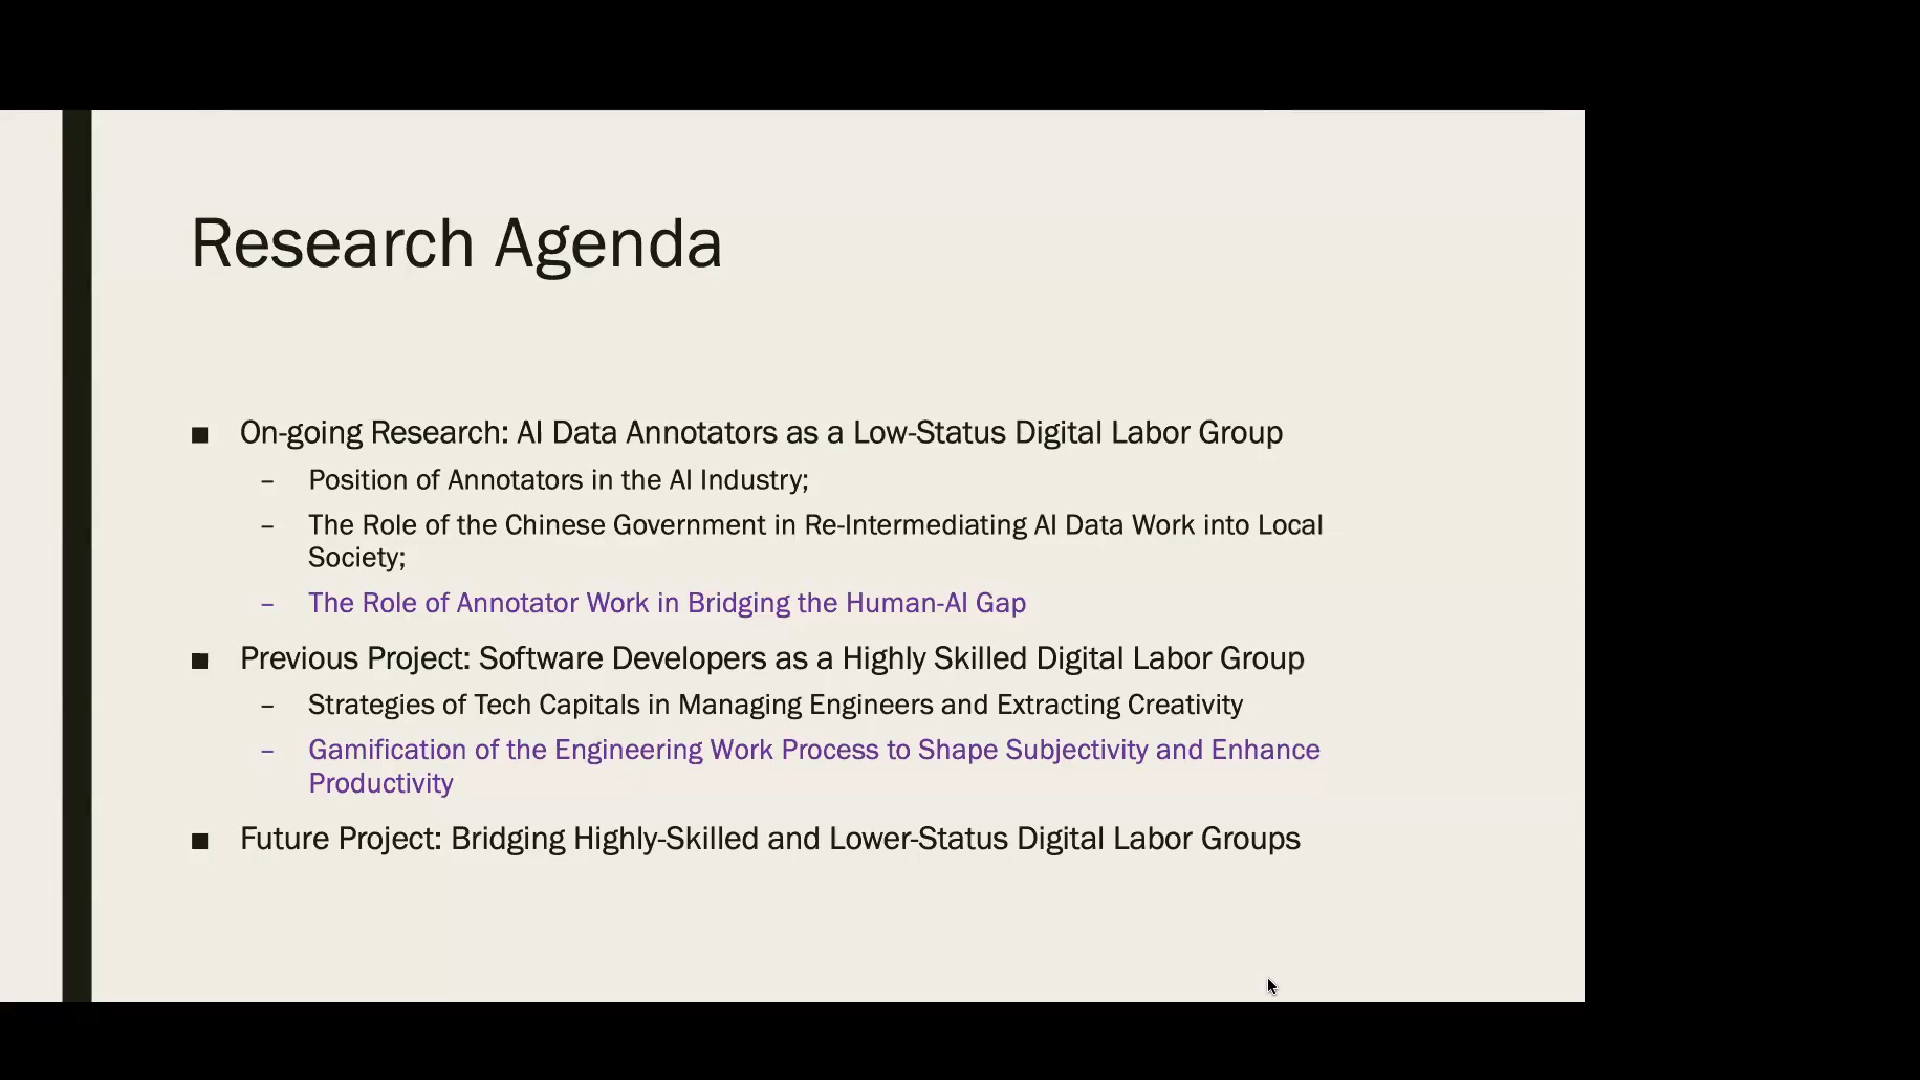 Research Agenda
■ On-going Research: AI Data Annotators as a Low-Status Digital Labor Group
– Position of Annotators in the AI Industry;
– The Role of the Chinese Government in Re-Intermediating AI Data Work into Local
Society;
– The Role of Annotator Work in Bridging the Human-AI Gap
■ Previous Project: Software Developers as a Highly Skilled Digital Labor Group
– Strategies of Tech Capitals in Managing Engineers and Extracting Creativity
– Gamification of the Engineering Work Process to Shape Subjectivity and Enhance
Productivity
■ Future Project: Bridging Highly-Skilled and Lower-Status Digital Labor Groups